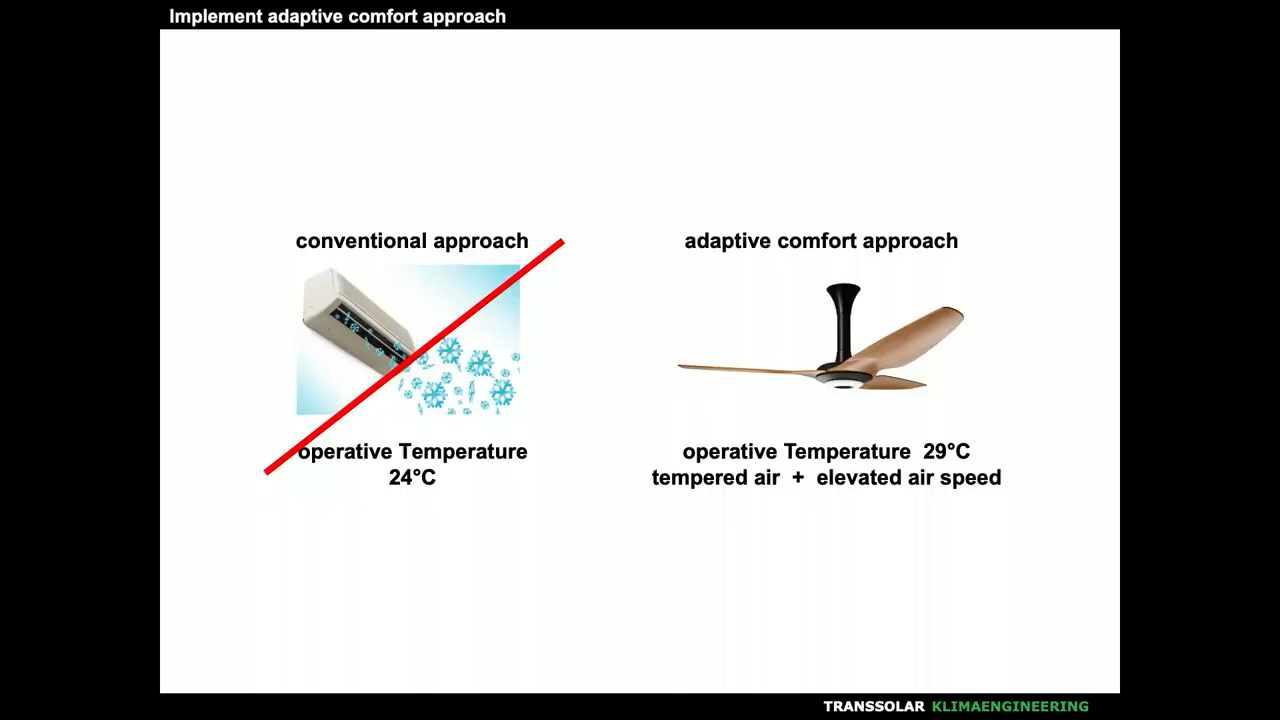 Implement adaptive comfort approach
conventional approach
operative Temperature
24°C
adaptive comfort approach
operative Temperature 29°C
tempered air + elevated air speed
TRANSSOLAR KLIMAENGINEERING